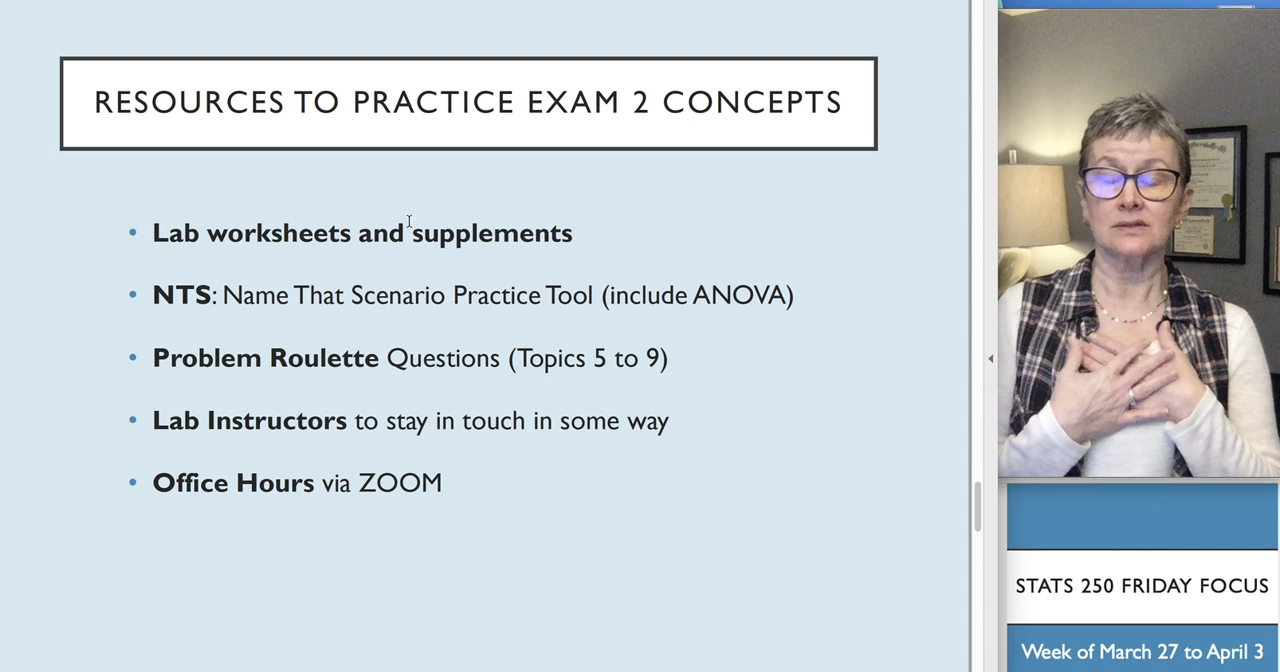 RESOURCES TO PRACTICE EXAM 2 CONCEPTS
• Lab worksheets and supplements
• NTS: Name That Scenario Practice Tool (include ANOVA)
• Problem Roulette Questions (Topics 5 to 9)
• Lab Instructors to stay in touch in some way
• Office Hours via ZOOM
STATS 250 FRIDAY FOCUS
Week of March 27 to April 3